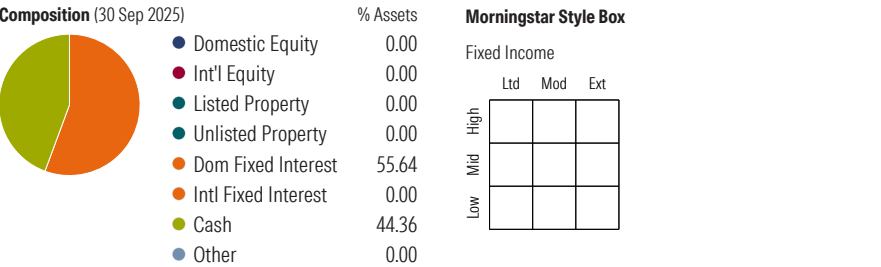 Composition (30 Sep 2025) % Assets
Domestic Equity 0.00
Int'l Equity 0.00
Listed Property 0.00
Unlisted Property 0.00
Dom Fixed Interest 55.64
Intl Fixed Interest 0.00
Cash 44.36
Other 0.00
Morningstar Style Box
Fixed Income
Ltd Mod Ext
High
Mid
Low